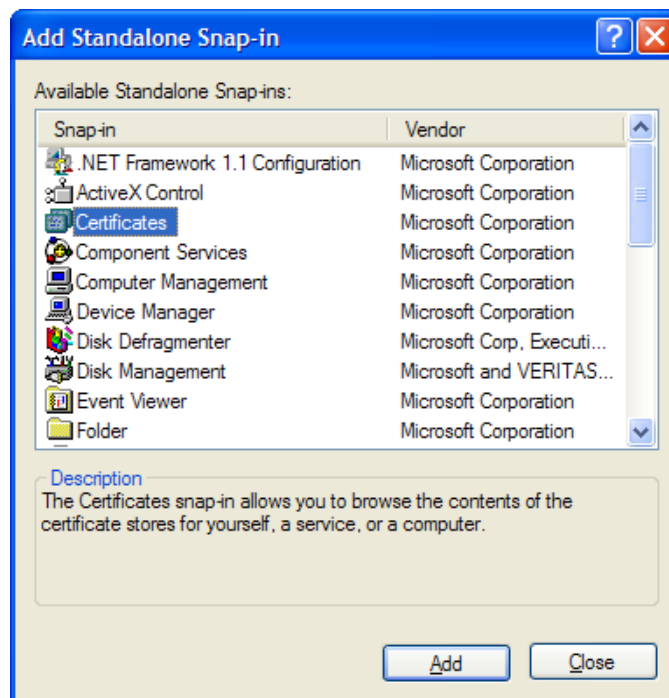 Add Standalone Snap-in
Available Standalone Snap-ins:
Snap-in Vendor
.NET Framework 1.1 Configuration Microsoft Corporation
ActiveX Control Microsoft Corporation
Certificates Microsoft Corporation
Component Services Microsoft Corporation
Computer Management Microsoft Corporation
Device Manager Microsoft Corporation
Disk Defragmenter Microsoft Corp, Executi...
Disk Management Microsoft and VERITAS...
Event Viewer Microsoft Corporation
Folder Microsoft Corporation
Description
The Certificates snap-in allows you to browse the contents of the
certificate stores for yourself, a service, or a computer.
Add Close